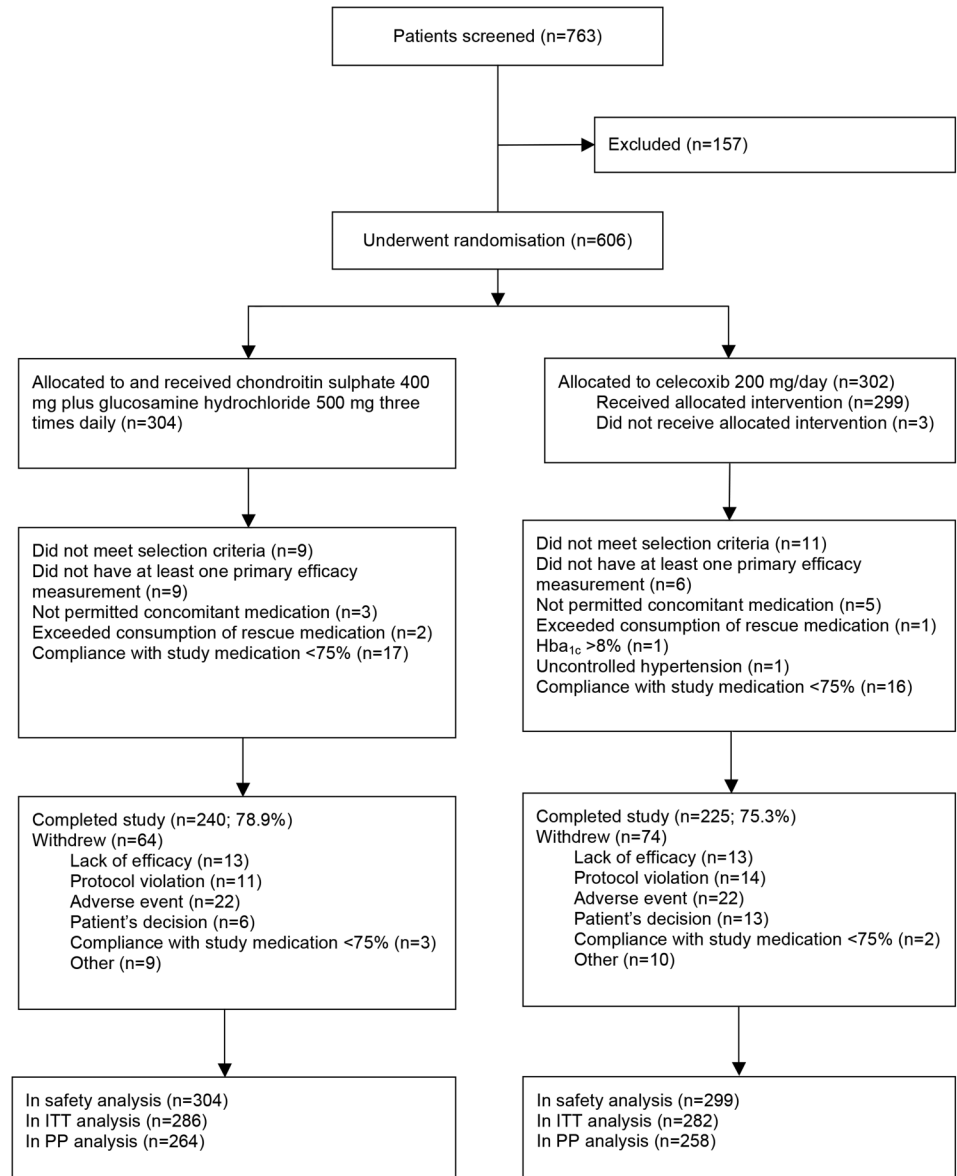 Patients screened (n=763)
Excluded (n=157)
Underwent randomisation (n=606)
Allocated to and received chondroitin sulphate 400
mg plus glucosamine hydrochloride 500 mg three
times daily (n=304)
Allocated to celecoxib 200 mg/day (n=302)
Received allocated intervention (n=299)
Did not receive allocated intervention (n=3)
Did not meet selection criteria (n=9)
Did not have at least one primary efficacy
measurement (n=9)
Not permitted concomitant medication (n=3)
Exceeded consumption of rescue medication (n=2)
Compliance with study medication <75% (n=17)
Did not meet selection criteria (n=11)
Did not have at least one primary efficacy
measurement (n=6)
Not permitted concomitant medication (n=5)
Exceeded consumption of rescue medication (n=1)
Hba1c >8% (n=1)
Uncontrolled hypertension (n=1)
Compliance with study medication <75% (n=16)
Completed study (n=240; 78.9%)
Withdrew (n=64)
Lack of efficacy (n=13)
Protocol violation (n=11)
Adverse event (n=22)
Patient's decision (n=6)
Compliance with study medication <75% (n=3)
Other (n=9)
Completed study (n=225; 75.3%)
Withdrew (n=74)
Lack of efficacy (n=13)
Protocol violation (n=14)
Adverse event (n=22)
Patient's decision (n=13)
Compliance with study medication <75% (n=2)
Other (n=10)
In safety analysis (n=304)
In ITT analysis (n=286)
In PP analysis (n=264)
In safety analysis (n=299)
In ITT analysis (n=282)
In PP analysis (n=258)